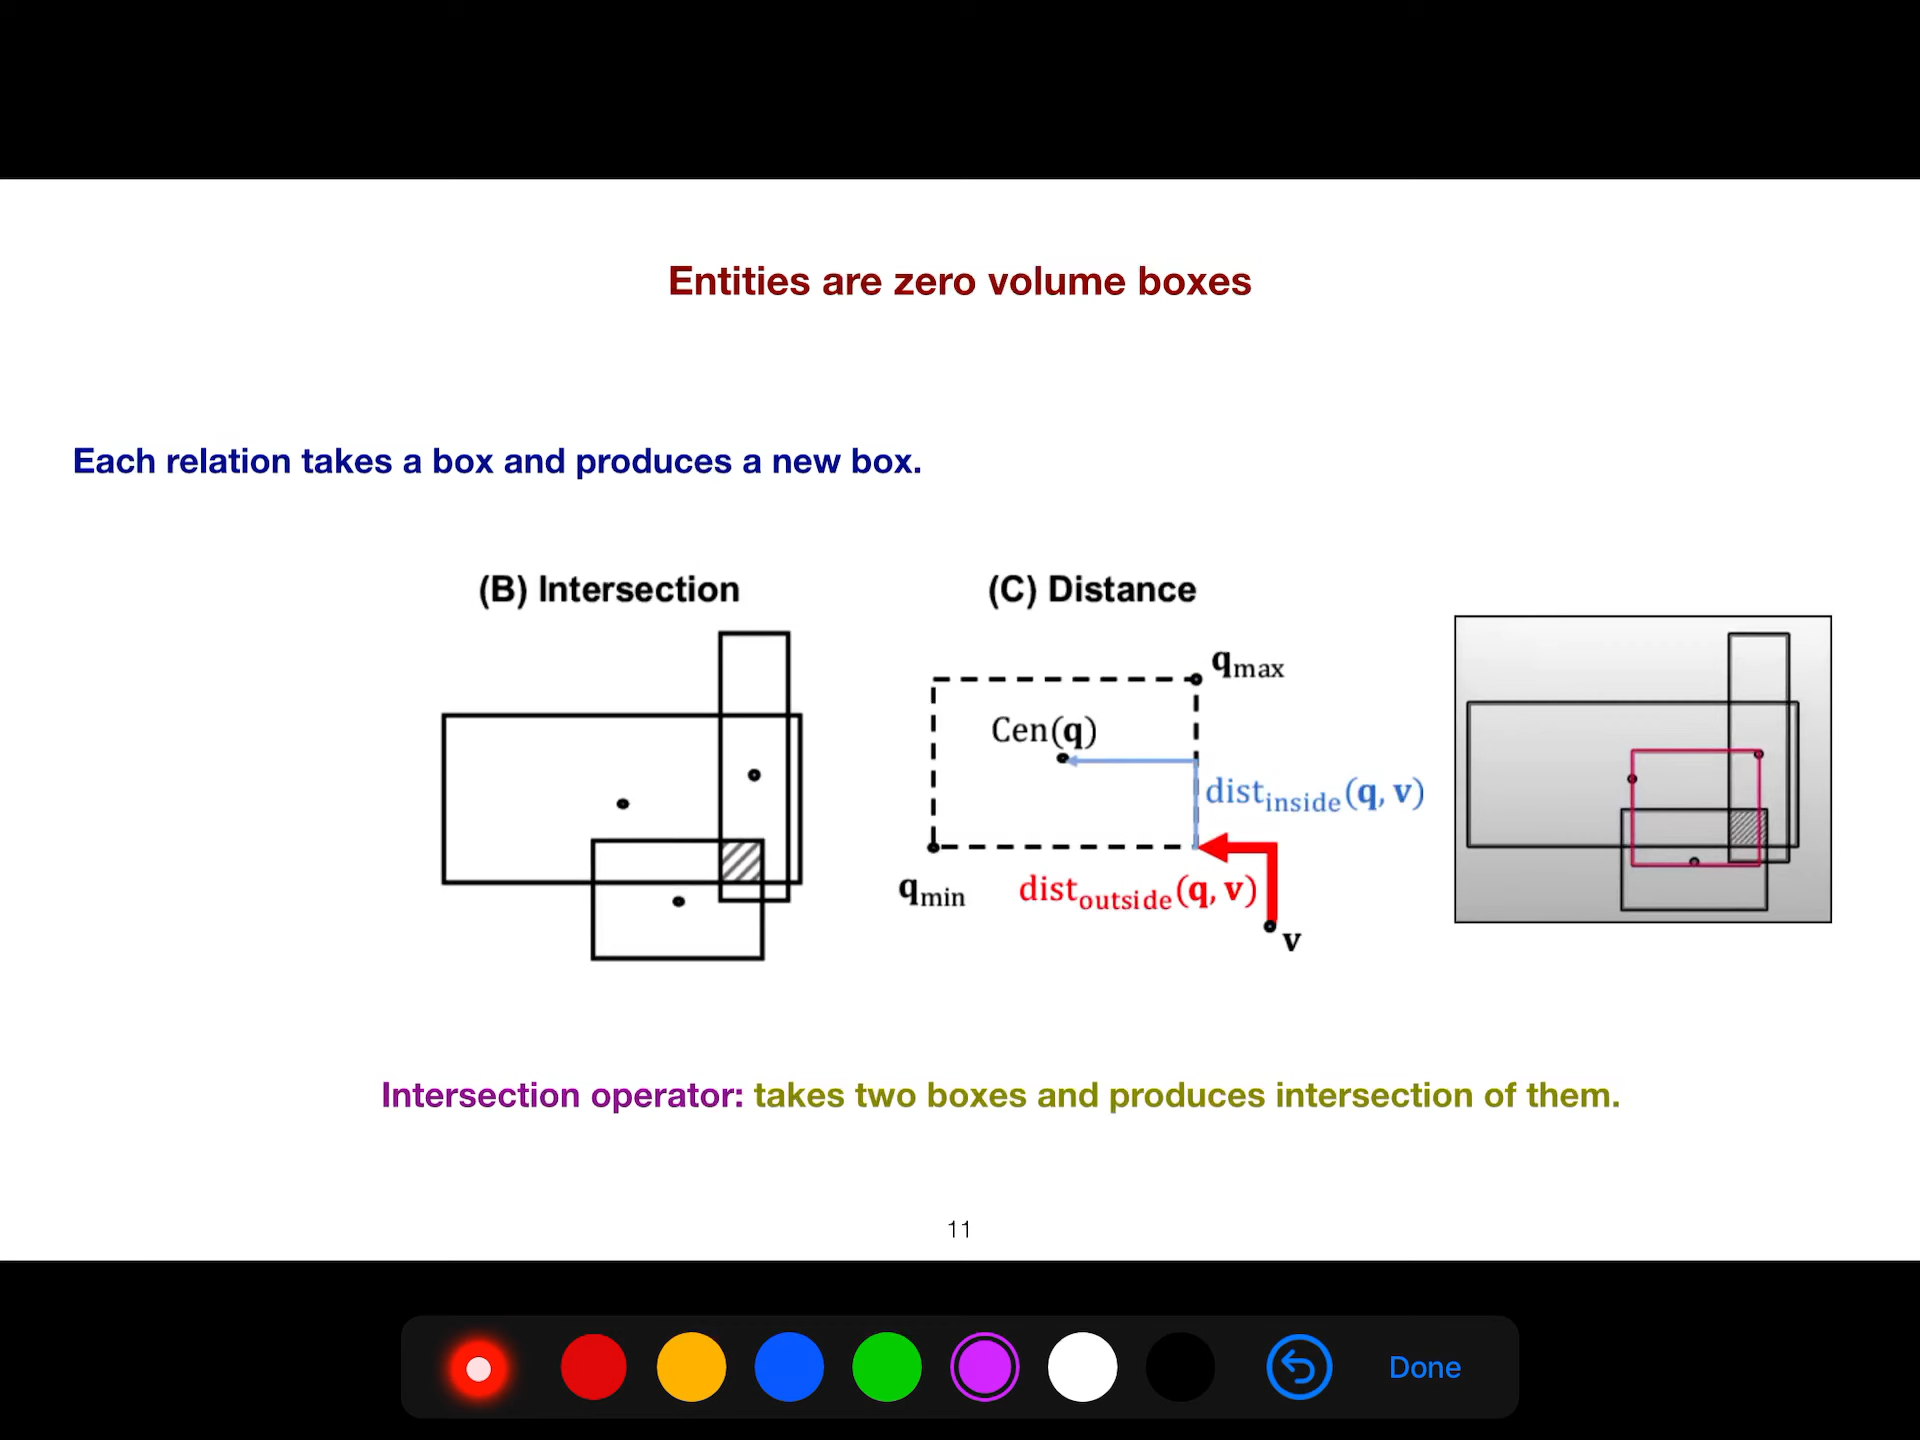 Entities are zero volume boxes
Each relation takes a box and produces a new box.
(B) Intersection
(C) Distance
qmax
Cen(q)
distinside(q, v)
qmin
distoutside(q, v)
v
Intersection operator: takes two boxes and produces intersection of them.
11
Done